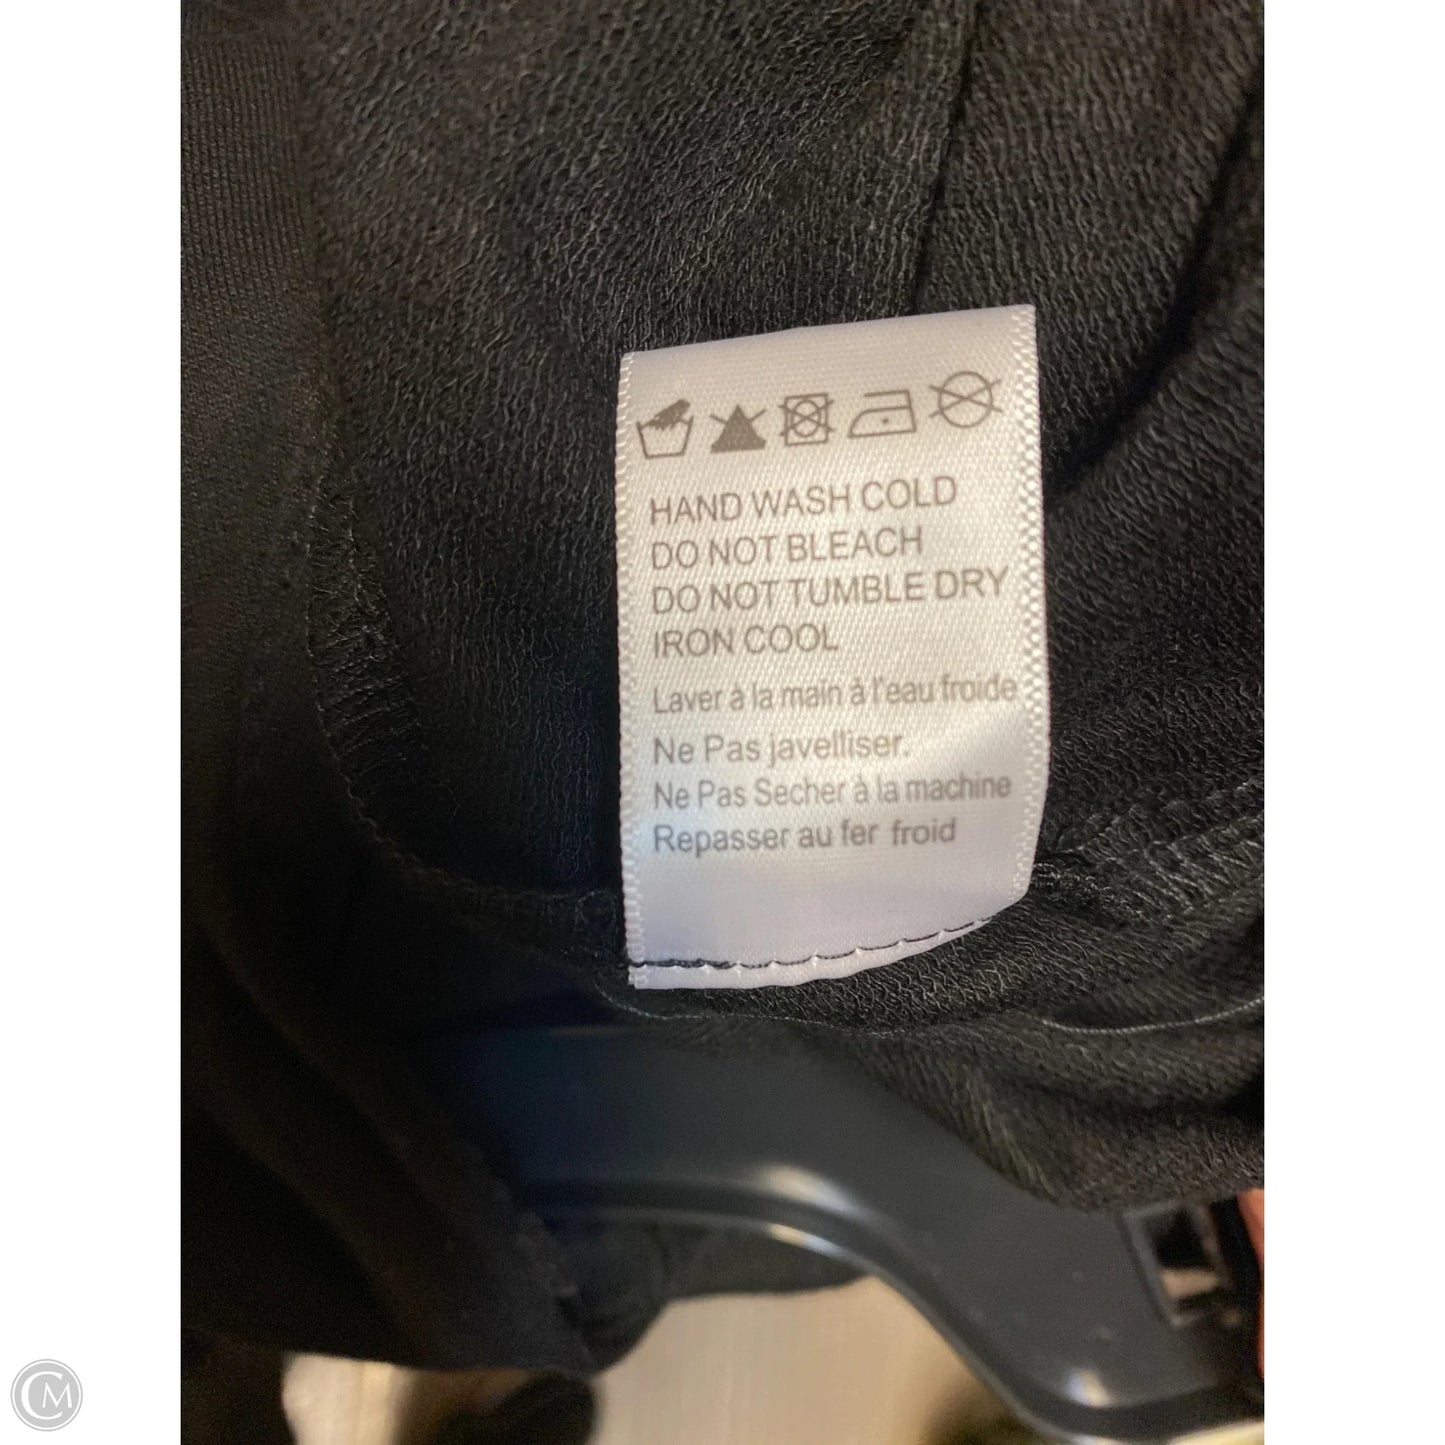 HAND WASH COLD
DO NOT BLEACH
DO NOT TUMBLE DRY
IRON COOL
Laver à la main à l'eau froide
Ne Pas javelliser.
Ne Pas Secher à la machine
Repasser au fer froid
CM